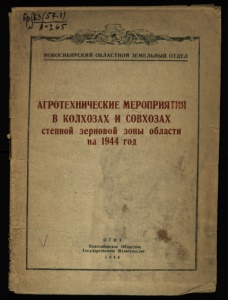 НОВОСИБИРСКИЙ ОБЛАСТНОЙ ЗЕМЕЛЬНЫЙ ОТДЕЛ
АГРОТЕХНИЧЕСКИЕ МЕРОПРИЯТИЯ
В КОЛХОЗАХ И СОВХОЗАХ
степной зерновой зоны области
на 1944 год
ОГИЗ
Новосибирское Областное
Государственное Издательство
1944